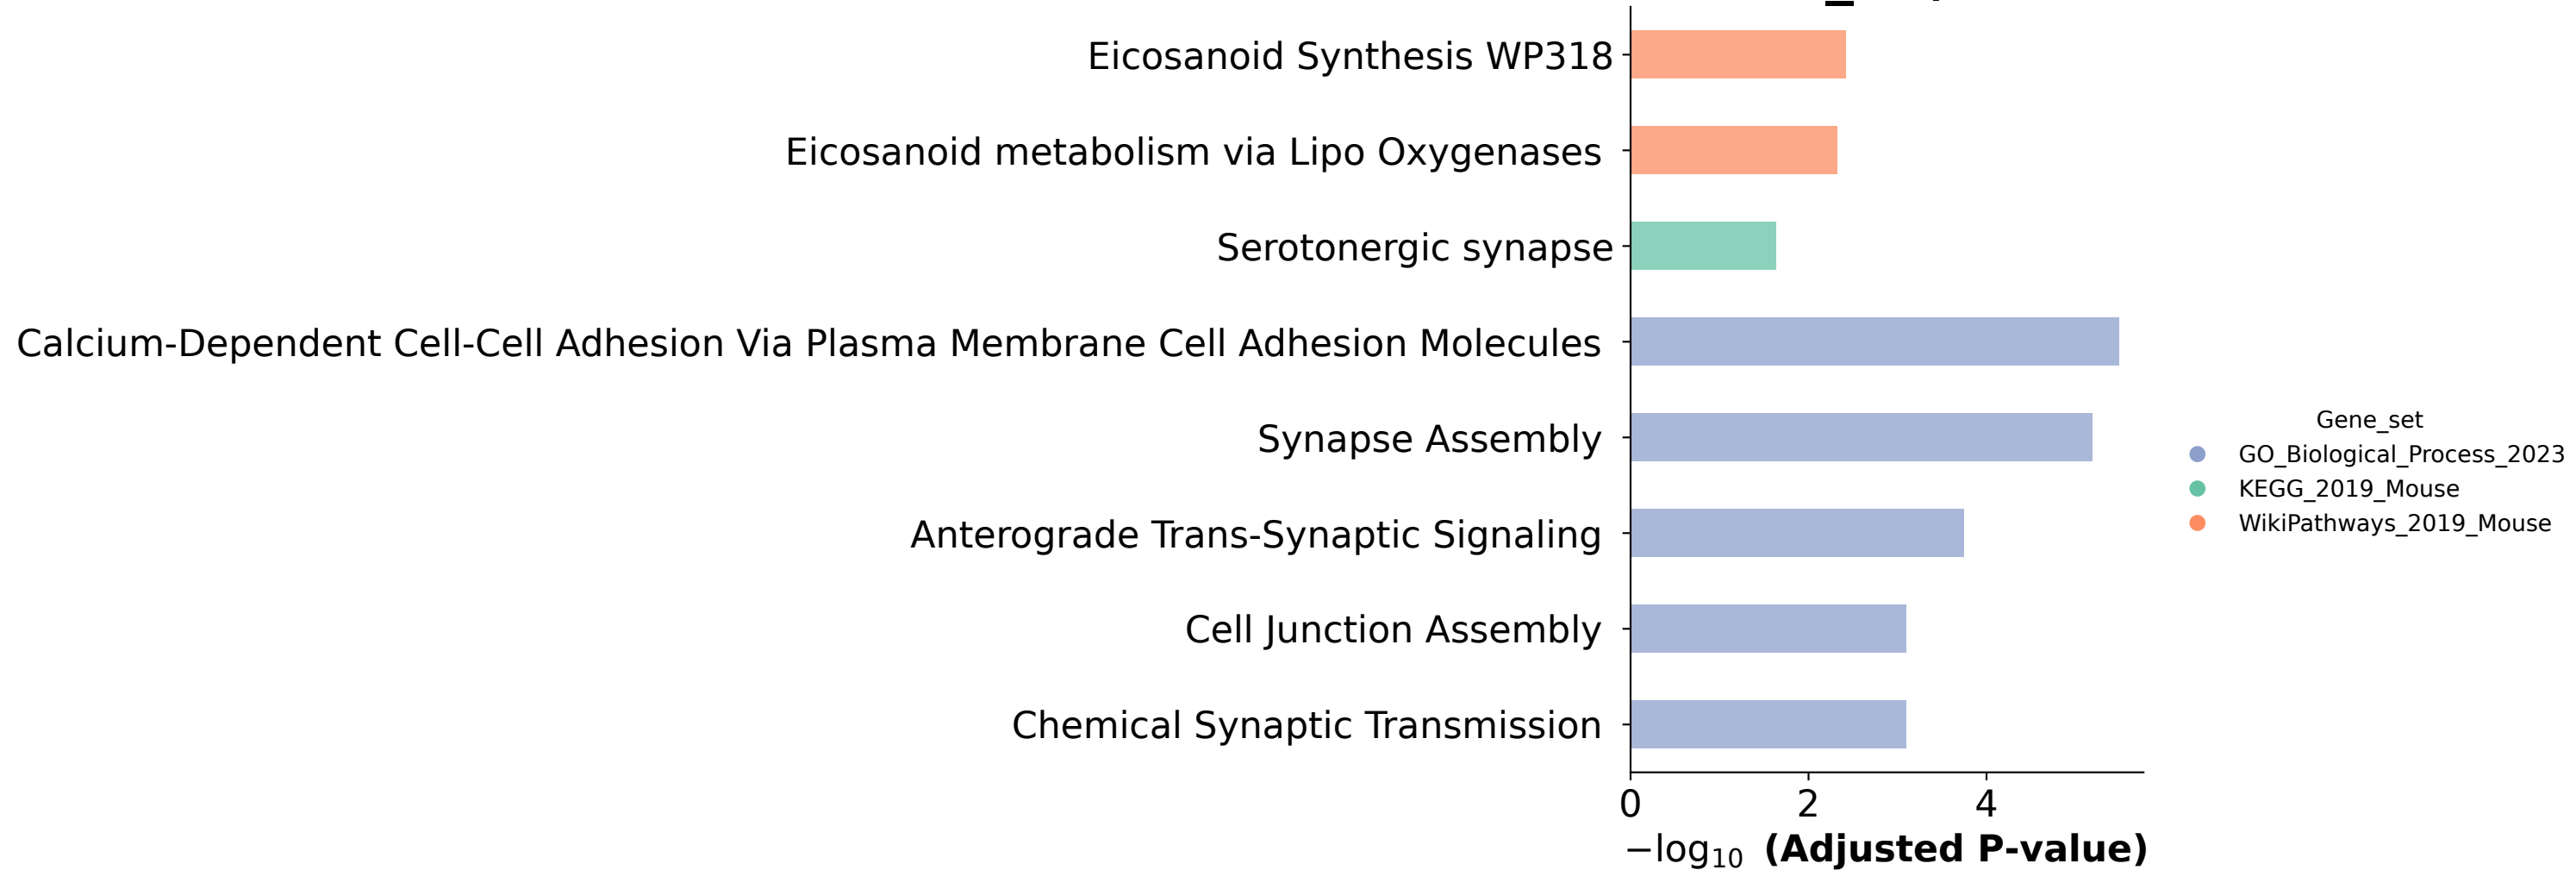 Eicosanoid Synthesis WP318
Eicosanoid metabolism via Lipo Oxygenases
Serotonergic synapse
Calcium-Dependent Cell-Cell Adhesion Via Plasma Membrane Cell Adhesion Molecules
Synapse Assembly
Anterograde Trans-Synaptic Signaling
Cell Junction Assembly
Chemical Synaptic Transmission
0 2 4
−log₁₀ (Adjusted P-value)
Gene_set
GO_Biological_Process_2023
KEGG_2019_Mouse
WikiPathways_2019_Mouse